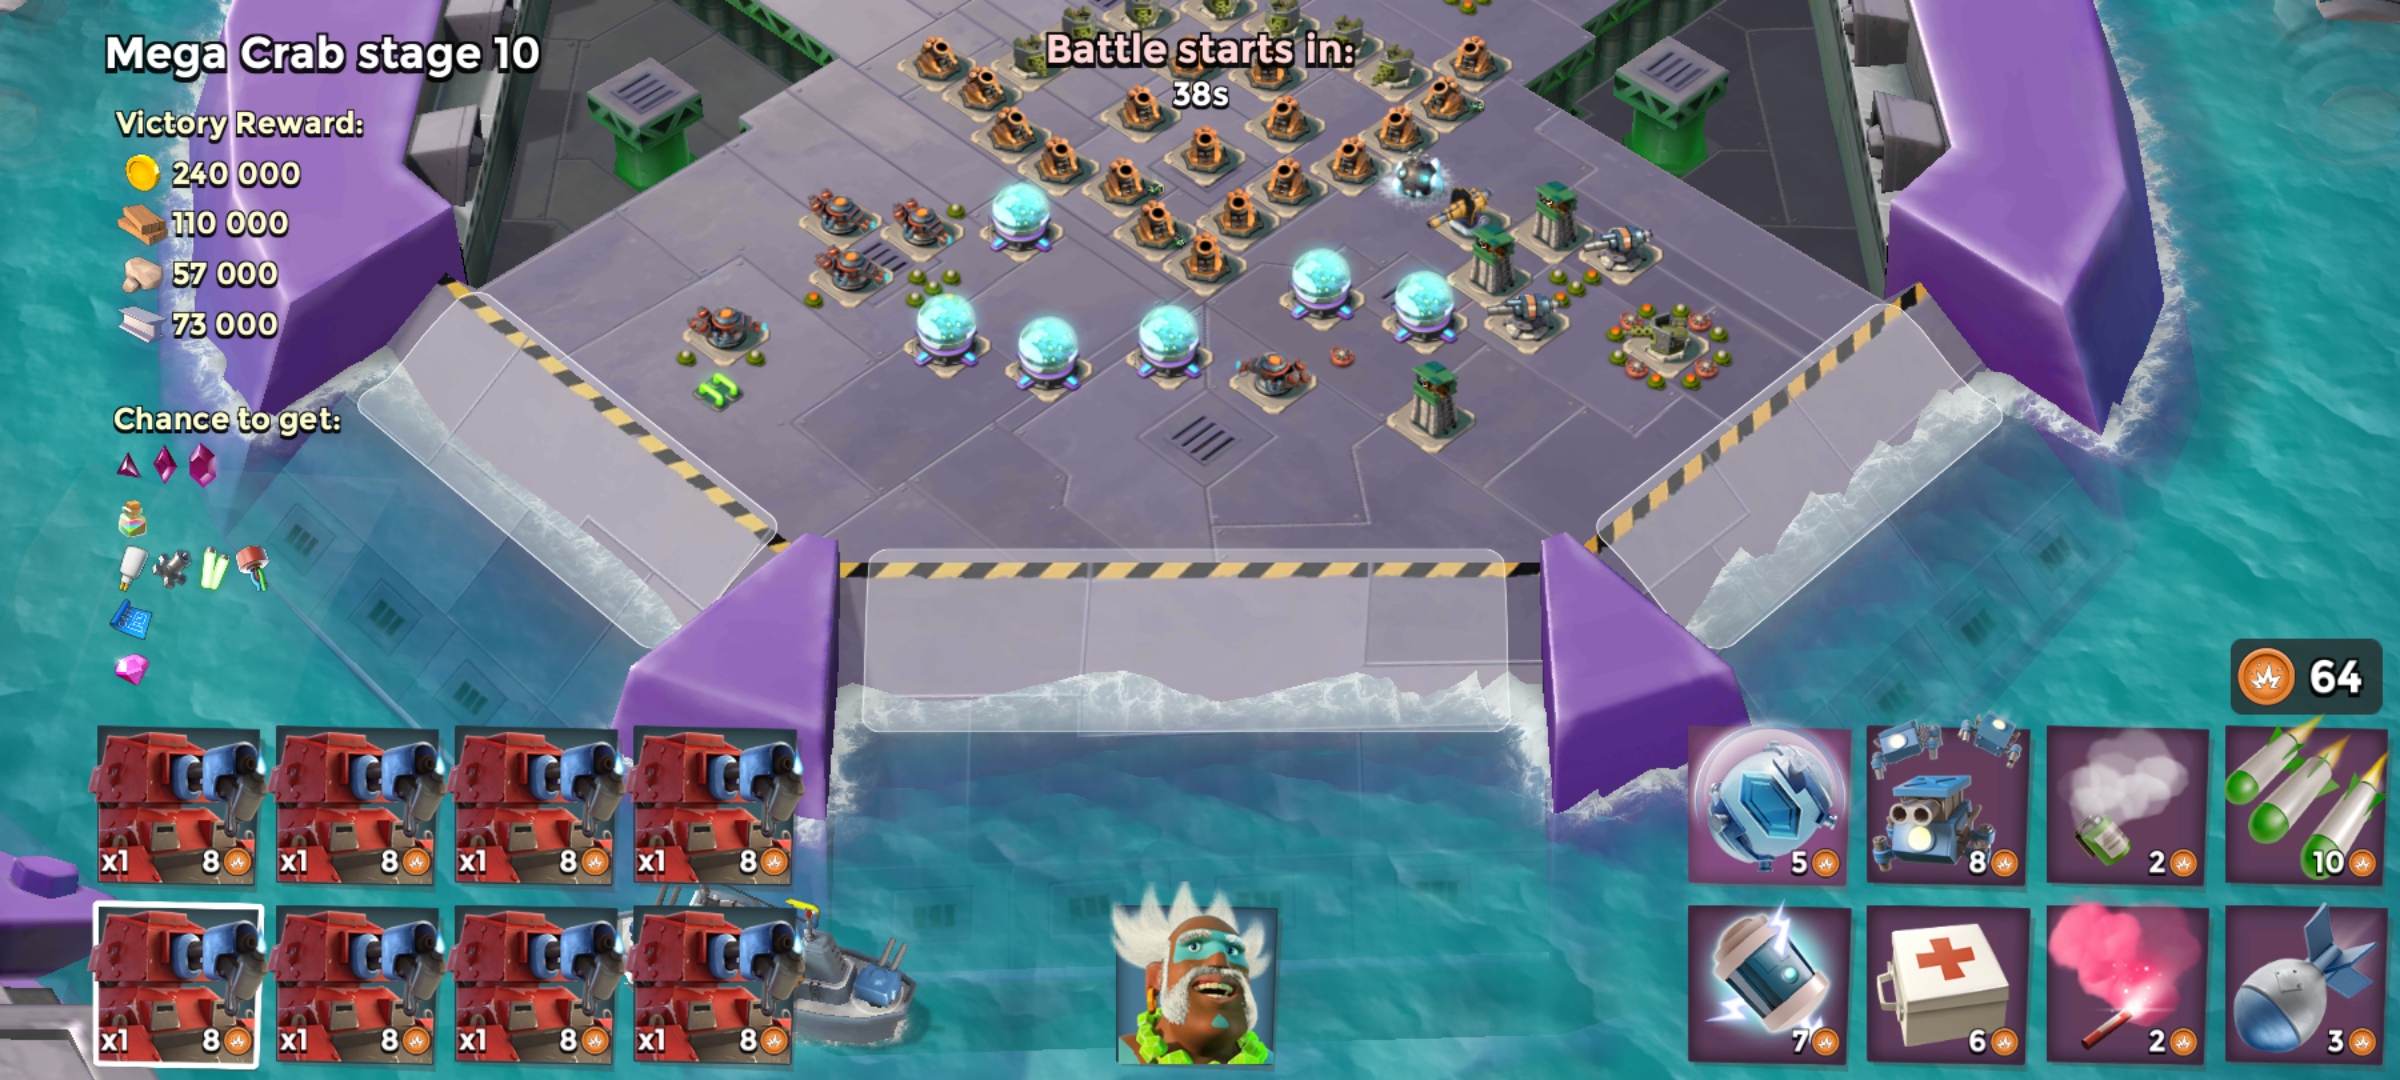 Mega Crab stage 10
Battle starts in:
38s
Victory Reward:
240 000
110 000
57 000
73 000
Chance to get:
64
x1 8
x1 8
x1 8
x1 8
5
8
2
10
x1 8
x1 8
x1 8
x1 8
7
6
2
3